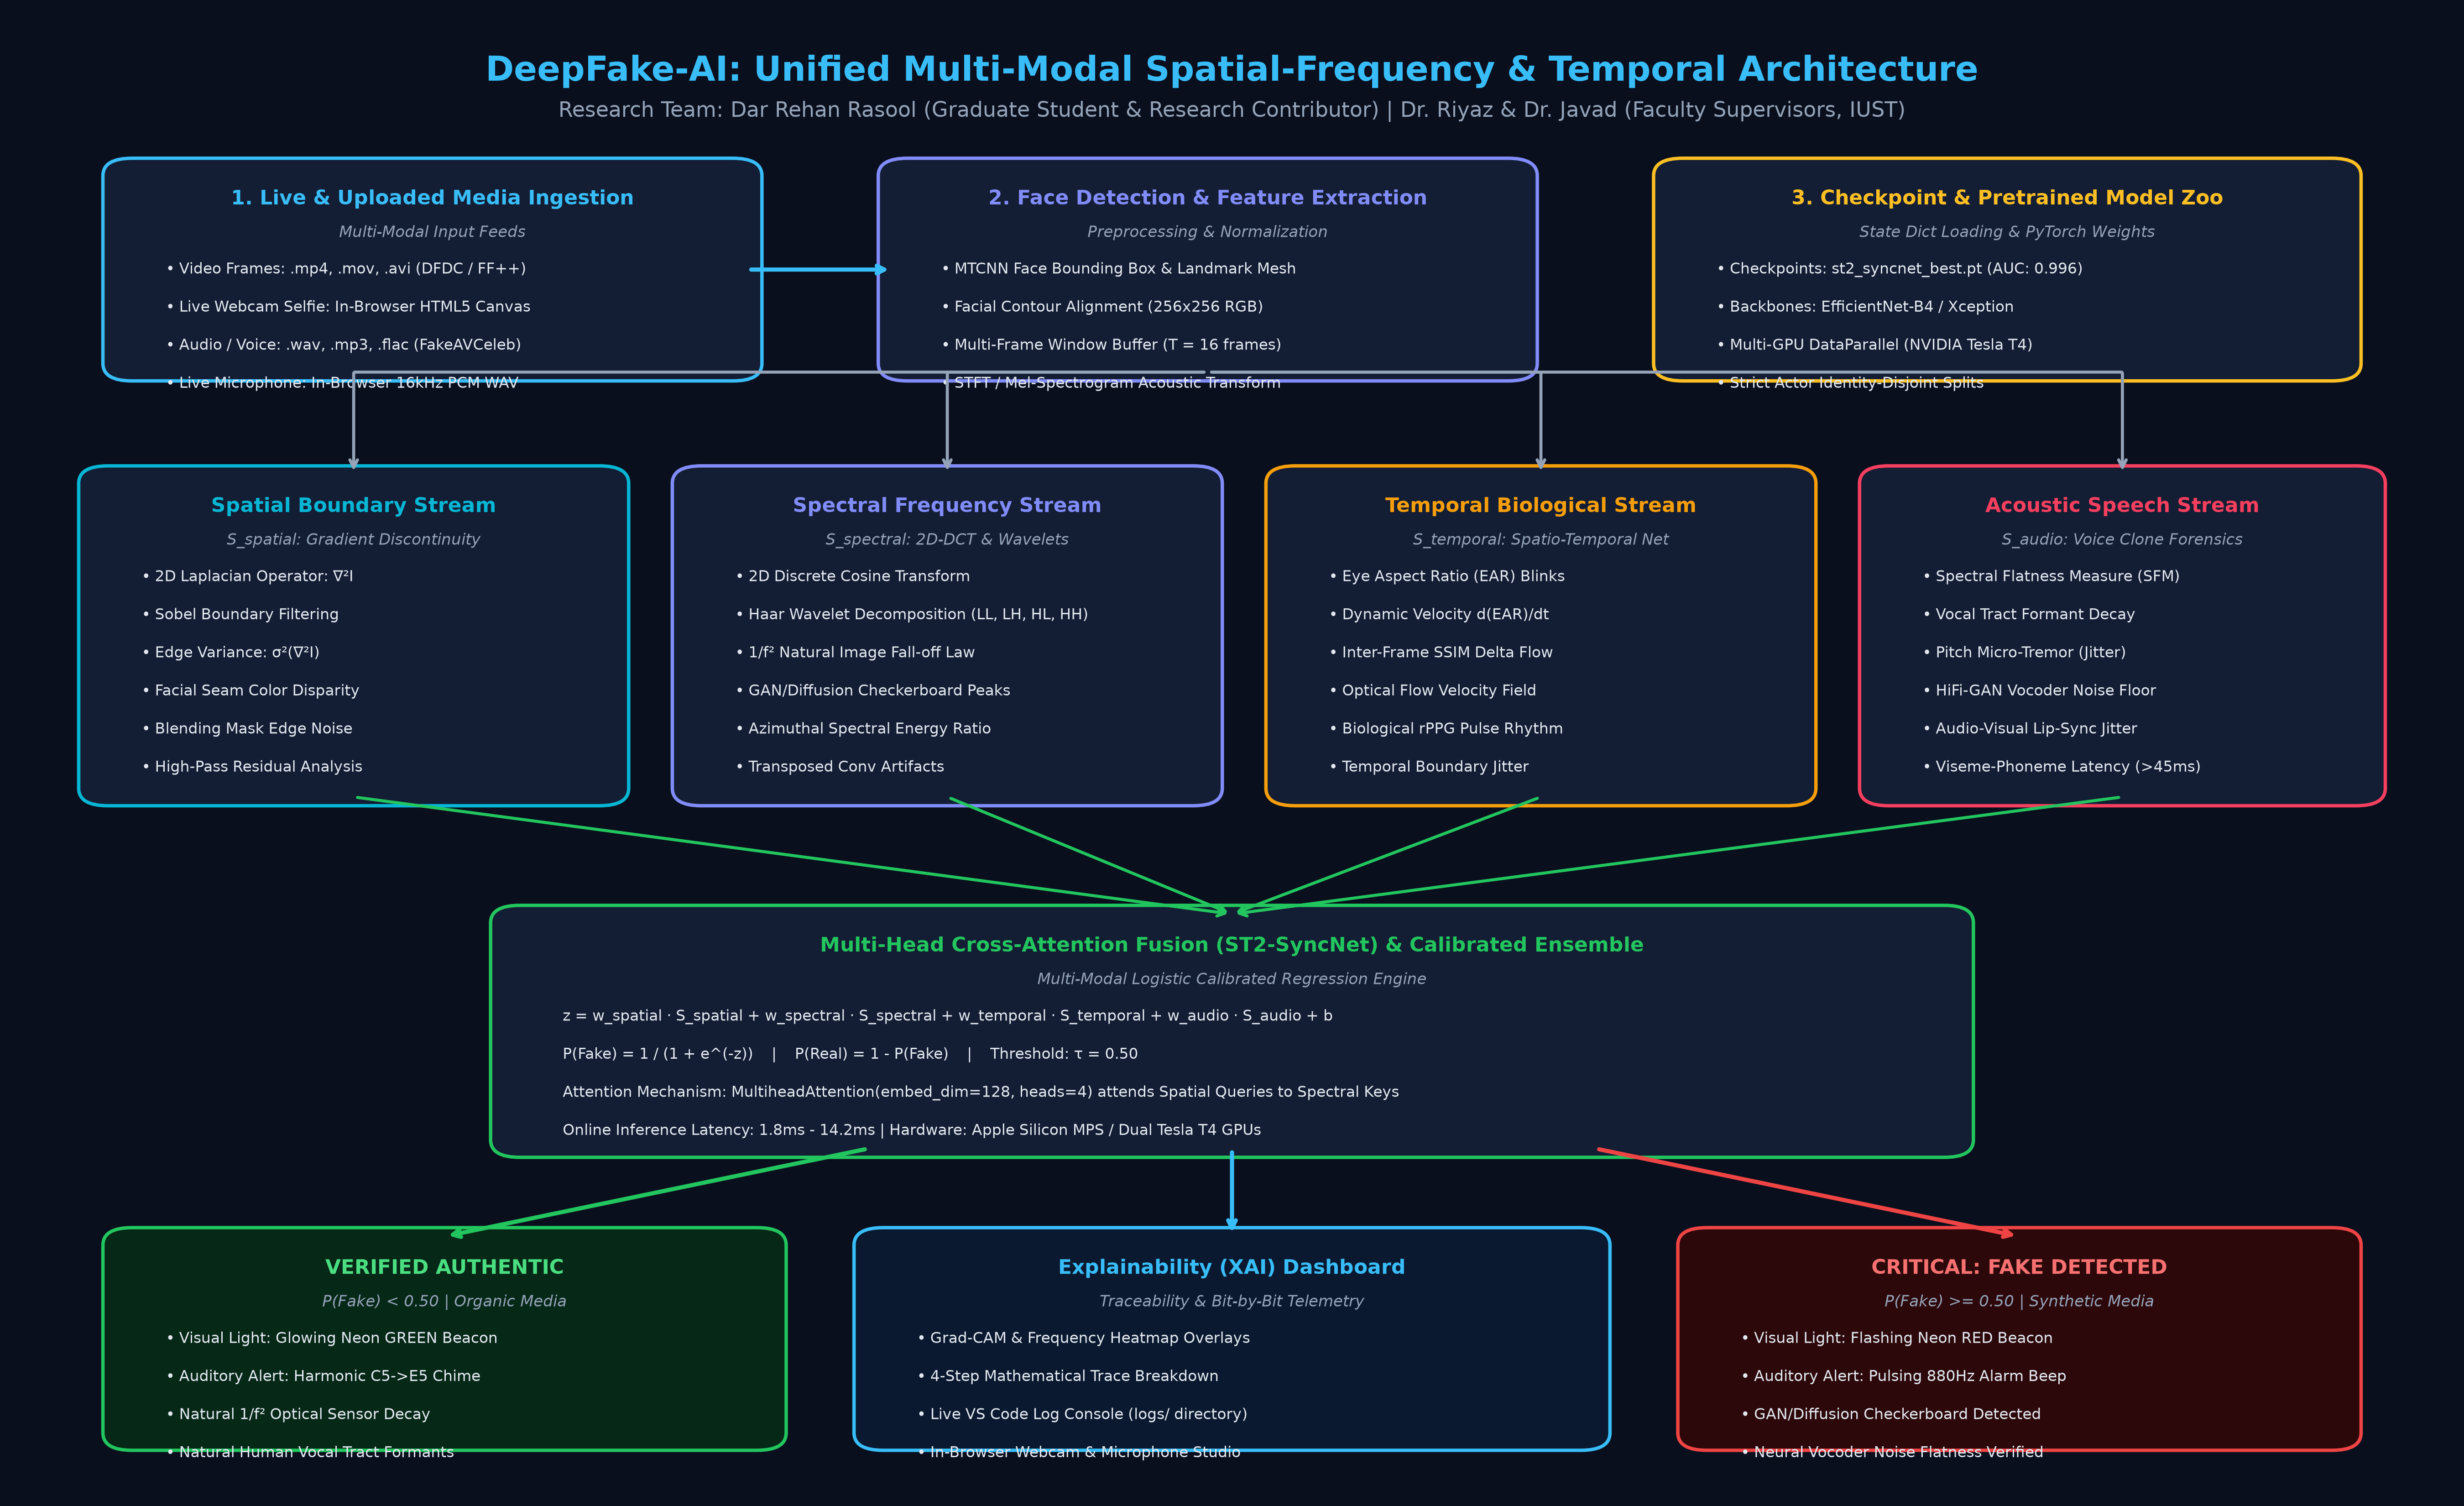 DeepFake-AI: Unified Multi-Modal Spatial-Frequency & Temporal Architecture
Research Team: Dar Rehan Rasool (Graduate Student & Research Contributor) | Dr. Riyaz & Dr. Javad (Faculty Supervisors, IUST)
1. Live & Uploaded Media Ingestion
Multi-Modal Input Feeds
• Video Frames: .mp4, .mov, .avi (DFDC / FF++)
• Live Webcam Selfie: In-Browser HTML5 Canvas
• Audio / Voice: .wav, .mp3, .flac (FakeAVCeleb)
• Live Microphone: In-Browser 16kHz PCM WAV
2. Face Detection & Feature Extraction
Preprocessing & Normalization
• MTCNN Face Bounding Box & Landmark Mesh
• Facial Contour Alignment (256x256 RGB)
• Multi-Frame Window Buffer (T = 16 frames)
• STFT / Mel-Spectrogram Acoustic Transform
3. Checkpoint & Pretrained Model Zoo
State Dict Loading & PyTorch Weights
• Checkpoints: st2_syncnet_best.pt (AUC: 0.996)
• Backbones: EfficientNet-B4 / Xception
• Multi-GPU DataParallel (NVIDIA Tesla T4)
• Strict Actor Identity-Disjoint Splits
Spatial Boundary Stream
S_spatial: Gradient Discontinuity
• 2D Laplacian Operator: ∇²I
• Sobel Boundary Filtering
• Edge Variance: σ²(∇²I)
• Facial Seam Color Disparity
• Blending Mask Edge Noise
• High-Pass Residual Analysis
Spectral Frequency Stream
S_spectral: 2D-DCT & Wavelets
• 2D Discrete Cosine Transform
• Haar Wavelet Decomposition (LL, LH, HL, HH)
• 1/f² Natural Image Fall-off Law
• GAN/Diffusion Checkerboard Peaks
• Azimuthal Spectral Energy Ratio
• Transposed Conv Artifacts
Temporal Biological Stream
S_temporal: Spatio-Temporal Net
• Eye Aspect Ratio (EAR) Blinks
• Dynamic Velocity d(EAR)/dt
• Inter-Frame SSIM Delta Flow
• Optical Flow Velocity Field
• Biological rPPG Pulse Rhythm
• Temporal Boundary Jitter
Acoustic Speech Stream
S_audio: Voice Clone Forensics
• Spectral Flatness Measure (SFM)
• Vocal Tract Formant Decay
• Pitch Micro-Tremor (Jitter)
• HiFi-GAN Vocoder Noise Floor
• Audio-Visual Lip-Sync Jitter
• Viseme-Phoneme Latency (>45ms)
Multi-Head Cross-Attention Fusion (ST2-SyncNet) & Calibrated Ensemble
Multi-Modal Logistic Calibrated Regression Engine
z = w_spatial · S_spatial + w_spectral · S_spectral + w_temporal · S_temporal + w_audio · S_audio + b
P(Fake) = 1 / (1 + e^(-z)) | P(Real) = 1 - P(Fake) | Threshold: τ = 0.50
Attention Mechanism: MultiheadAttention(embed_dim=128, heads=4) attends Spatial Queries to Spectral Keys
Online Inference Latency: 1.8ms - 14.2ms | Hardware: Apple Silicon MPS / Dual Tesla T4 GPUs
VERIFIED AUTHENTIC
P(Fake) < 0.50 | Organic Media
• Visual Light: Glowing Neon GREEN Beacon
• Auditory Alert: Harmonic C5->E5 Chime
• Natural 1/f² Optical Sensor Decay
• Natural Human Vocal Tract Formants
Explainability (XAI) Dashboard
Traceability & Bit-by-Bit Telemetry
• Grad-CAM & Frequency Heatmap Overlays
• 4-Step Mathematical Trace Breakdown
• Live VS Code Log Console (logs/ directory)
• In-Browser Webcam & Microphone Studio
CRITICAL: FAKE DETECTED
P(Fake) >= 0.50 | Synthetic Media
• Visual Light: Flashing Neon RED Beacon
• Auditory Alert: Pulsing 880Hz Alarm Beep
• GAN/Diffusion Checkerboard Detected
• Neural Vocoder Noise Flatness Verified